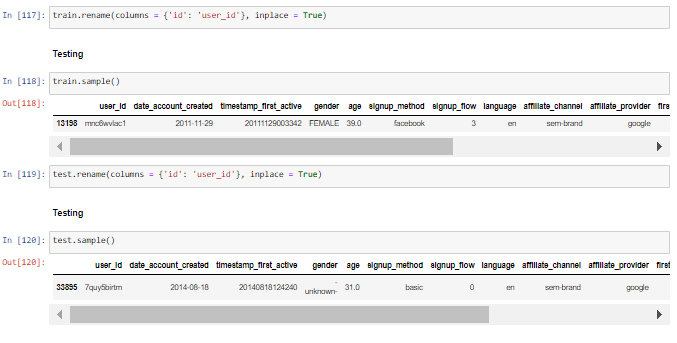 In [117]: train.rename(columns = {'id': 'user_id'}, inplace = True)
Testing
In [118]: train.sample()
Out[118]:
user_id date_account_created timestamp_first_active gender age signup_method signup_flow language affiliate_channel affiliate_provider first
13198 mnc6wvlac1 2011-11-29 20111129003342 FEMALE 39.0 facebook 3 en sem-brand google
In [119]: test.rename(columns = {'id': 'user_id'}, inplace = True)
Testing
In [120]: test.sample()
Out[120]:
user_id date_account_created timestamp_first_active gender age signup_method signup_flow language affiliate_channel affiliate_provider first
33895 7quy5birtm 2014-08-18 20140818124240 -unknown- 31.0 basic 0 en sem-brand google